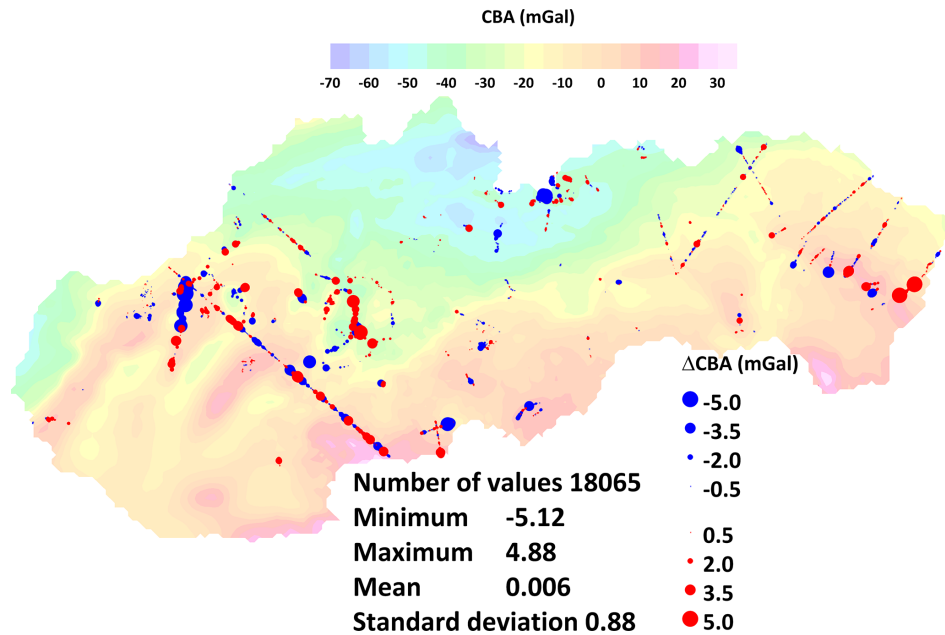 CBA (mGal)
-70 -60 -50 -40 -30 -20 -10 0 10 20 30
ΔCBA (mGal)
-5.0
-3.5
-2.0
-0.5
0.5
2.0
3.5
5.0
Number of values 18065
Minimum -5.12
Maximum 4.88
Mean 0.006
Standard deviation 0.88